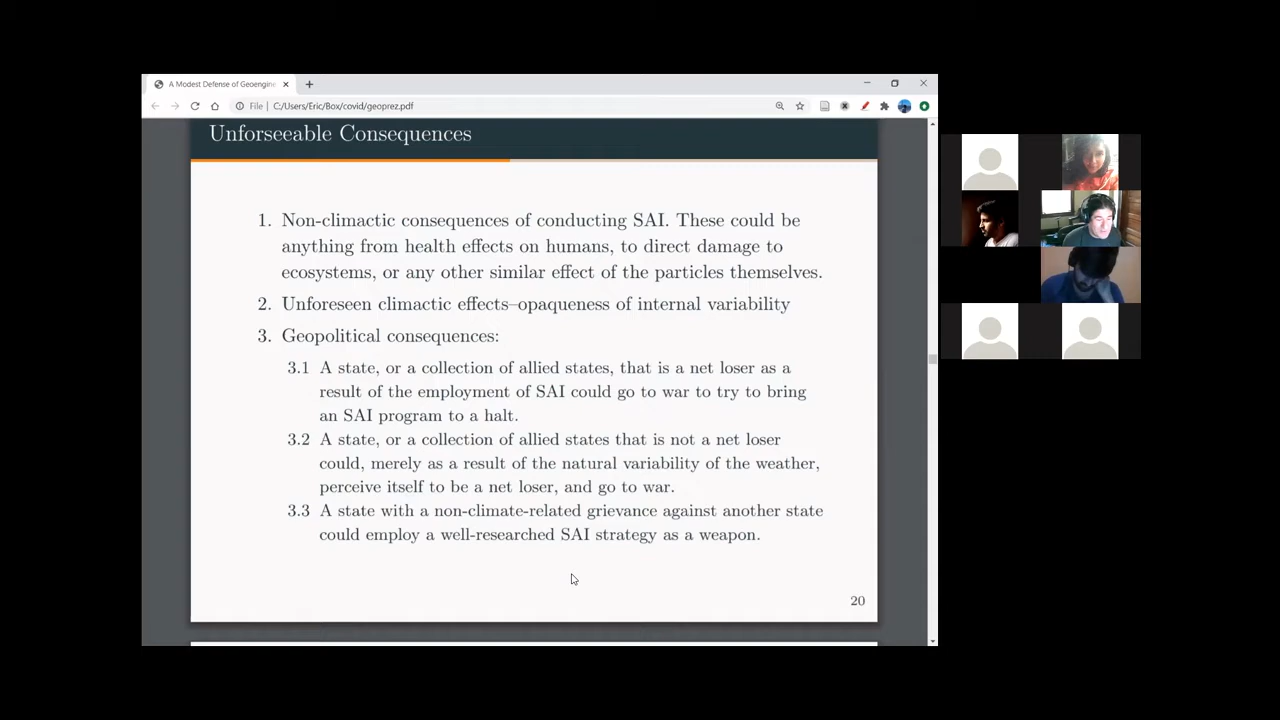 A Modest Defense of Geoengine
File
C:/Users/Eric/Box/covid/geoprez.pdf
Unforseeable Consequences
1. Non-climactic consequences of conducting SAI. These could be
anything from health effects on humans, to direct damage to
ecosystems, or any other similar effect of the particles themselves.
2. Unforeseen climactic effects–opaqueness of internal variability
3. Geopolitical consequences:
3.1 A state, or a collection of allied states, that is a net loser as a
result of the employment of SAI could go to war to try to bring
an SAI program to a halt.
3.2 A state, or a collection of allied states that is not a net loser
could, merely as a result of the natural variability of the weather,
perceive itself to be a net loser, and go to war.
3.3 A state with a non-climate-related grievance against another state
could employ a well-researched SAI strategy as a weapon.
20